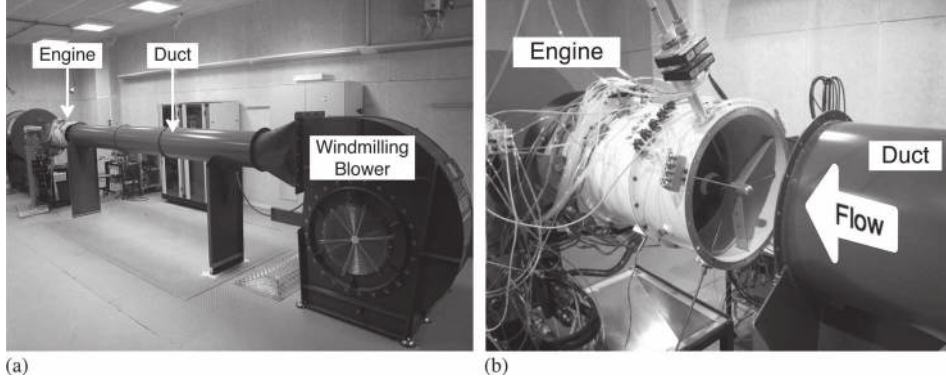 Engine
Duct
Windmilling
Blower
(a)
Engine
Duct
Flow
(b)